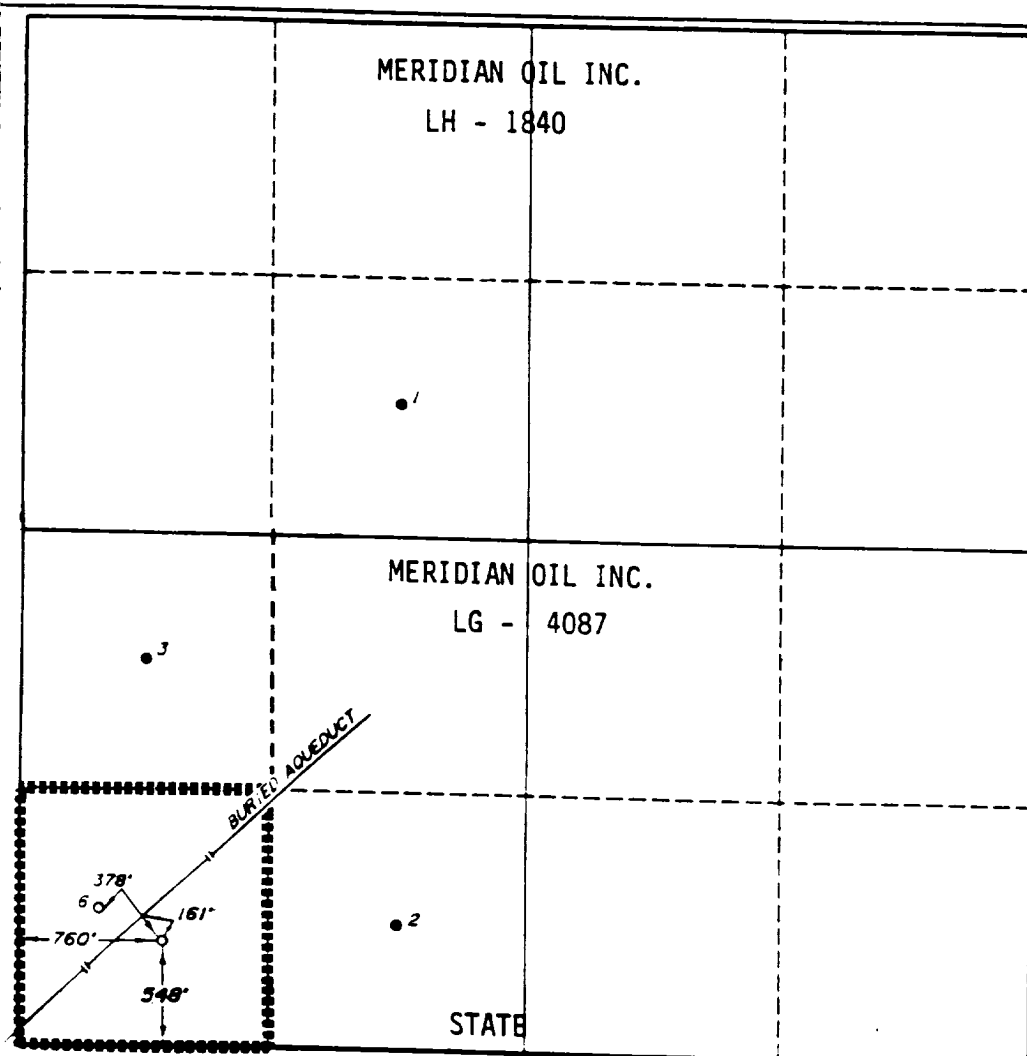 MERIDIAN OIL INC.
LH - 1840
1
MERIDIAN OIL INC.
LG - 4087
3
BURIED AQUEDUCT
378'
6
161'
2
760'
548'
STATE